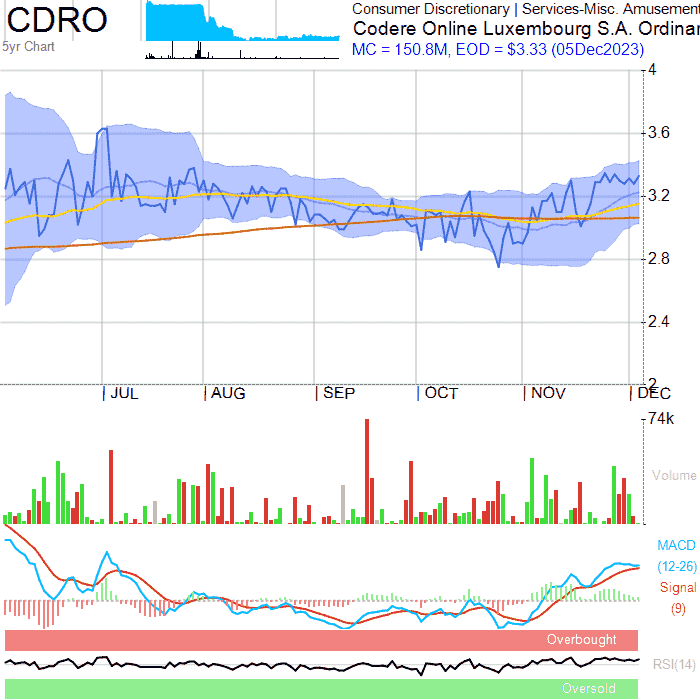 CDRO
5yr Chart
Consumer Discretionary | Services-Misc. Amusement
Codere Online Luxembourg S.A. Ordinar
MC = 150.8M, EOD = $3.33 (05Dec2023)
4
3.6
3.2
2.8
2.4
2
JUL
AUG
SEP
OCT
NOV
DEC
74k
Volume
MACD
(12-26)
Signal
(9)
Overbought
RSI(14)
Oversold